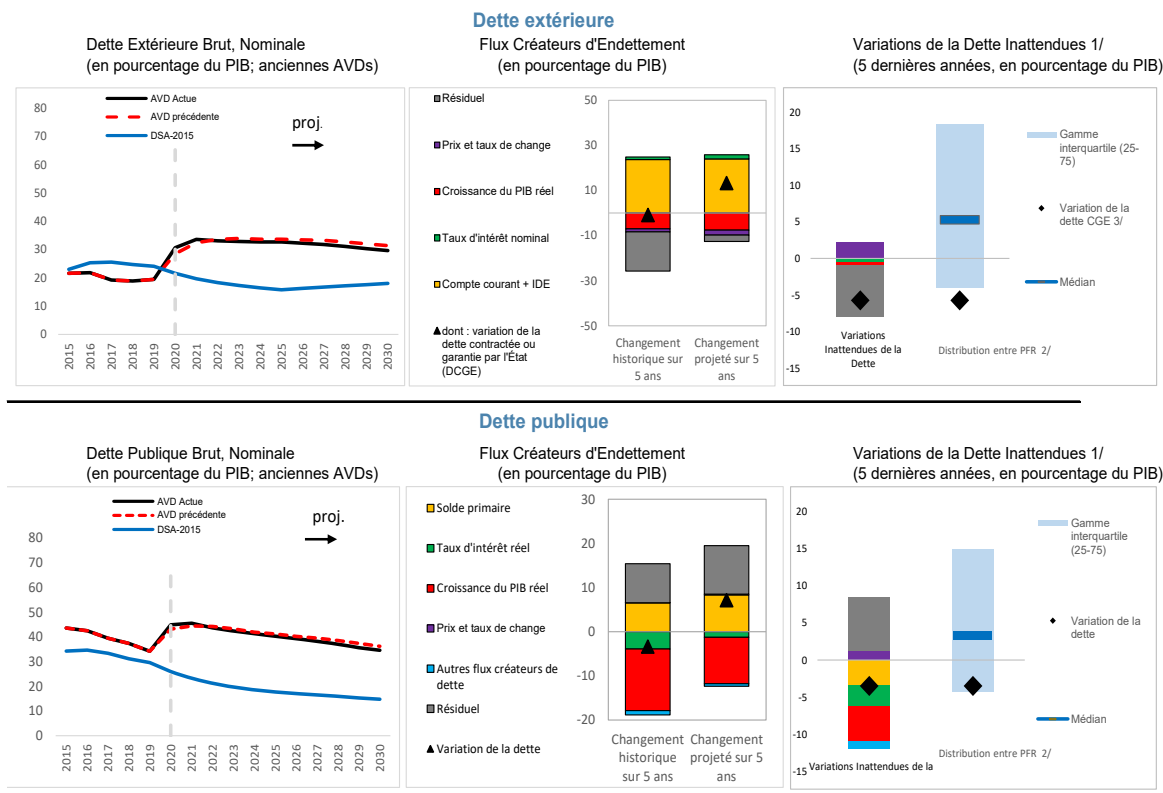 Dette extérieure
Dette Extérieure Brut, Nominale
(en pourcentage du PIB; anciennes AVDs)
AVD Actue
AVD précédente
DSA-2015
proj.
80
70
60
50
40
30
20
10
0
2015
2016
2017
2018
2019
2020
2021
2022
2023
2024
2025
2026
2027
2028
2029
2030
Flux Créateurs d'Endettement
(en pourcentage du PIB)
Résiduel
Prix et taux de change
Croissance du PIB réel
Taux d'intérêt nominal
Compte courant + IDE
dont : variation de la
dette contractée ou
garantie par l'État
(DCGE)
50
30
10
-10
-30
-50
Changement
historique sur
5 ans
Changement
projeté sur 5
ans
Variations de la Dette Inattendues 1/
(5 dernières années, en pourcentage du PIB)
20
15
10
5
0
-5
-10
-15
Variations
Inattendues de la
Dette
Distribution entre PFR 2/
Gamme
interquartile (25-
75)
Variation de la
dette CGE 3/
Médian
Dette publique
Dette Publique Brut, Nominale
(en pourcentage du PIB; anciennes AVDs)
AVD Actue
AVD précédente
DSA-2015
proj.
80
70
60
50
40
30
20
10
0
2015
2016
2017
2018
2019
2020
2021
2022
2023
2024
2025
2026
2027
2028
2029
2030
Flux Créateurs d'Endettement
(en pourcentage du PIB)
Solde primaire
Taux d'intérêt réel
Croissance du PIB réel
Prix et taux de change
Autres flux créateurs de
dette
Résiduel
Variation de la dette
30
20
10
0
-10
-20
Changement
historique
sur 5 ans
Changement
projeté sur 5
ans
Variations de la Dette Inattendues 1/
(5 dernières années, en pourcentage du PIB)
20
15
10
5
0
-5
-10
-15
Variations Inattendues de la
Distribution entre PFR 2/
Gamme
interquartile
(25-75)
Variation de la
dette
Médian